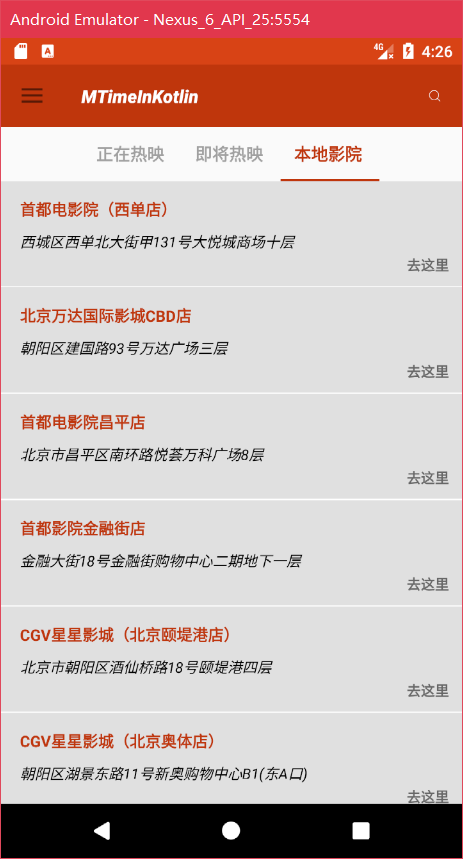 Android Emulator - Nexus_6_API_25:5554
4G 4:26
MTimeInKotlin
正在热映 即将热映 本地影院
首都电影院（西单店）
西城区西单北大街甲131号大悦城商场十层
去这里
北京万达国际影城CBD店
朝阳区建国路93号万达广场三层
去这里
首都电影院昌平店
北京市昌平区南环路悦荟万科广场8层
去这里
首都影院金融街店
金融大街18号金融街购物中心二期地下一层
去这里
CGV星星影城（北京颐堤港店）
北京市朝阳区酒仙桥路18号颐堤港四层
去这里
CGV星星影城（北京奥体店）
朝阳区湖景东路11号新奥购物中心B1(东A口)
去这里